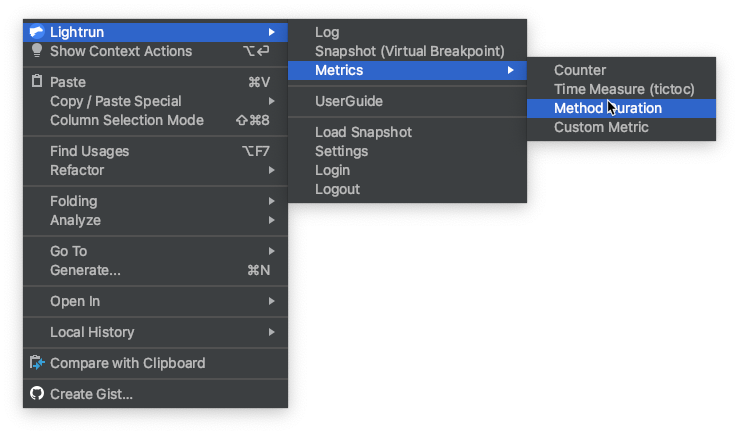 Lightrun
Show Context Actions ⌥⏎
Paste ⌘V
Copy / Paste Special
Column Selection Mode ⇧⌘8
Find Usages ⌥F7
Refactor
Folding
Analyze
Go To
Generate... ⌘N
Open In
Local History
Compare with Clipboard
Create Gist...
Log
Snapshot (Virtual Breakpoint)
Metrics
UserGuide
Load Snapshot
Settings
Login
Logout
Counter
Time Measure (tictoc)
Method Duration
Custom Metric